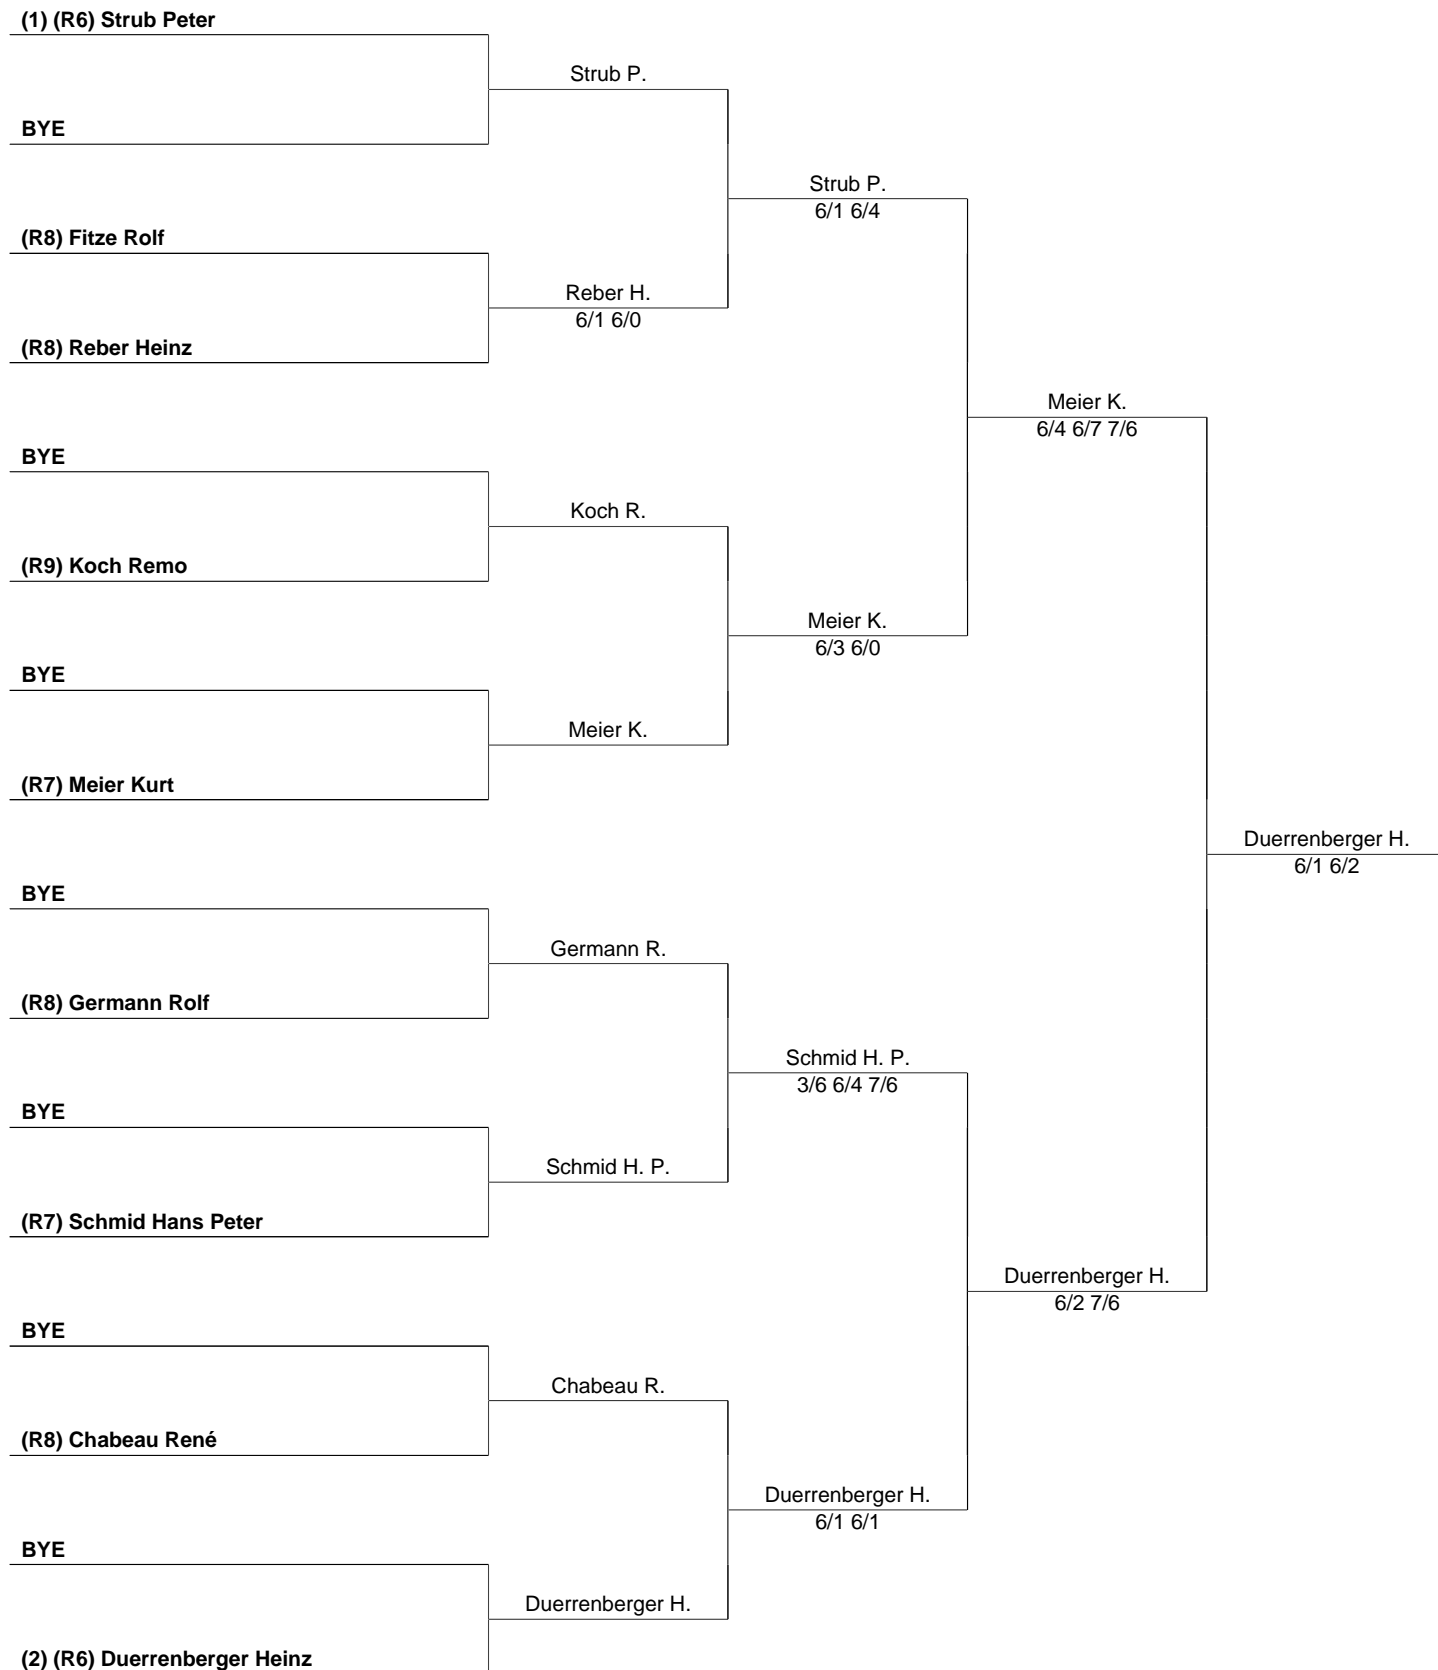 (1) (R6) Strub Peter
Strub P.
BYE
Strub P.
6/1 6/4
(R8) Fitze Rolf
Reber H.
6/1 6/0
(R8) Reber Heinz
Meier K.
6/4 6/7 7/6
BYE
Koch R.
(R9) Koch Remo
Meier K.
6/3 6/0
BYE
Meier K.
(R7) Meier Kurt
Duerrenberger H.
6/1 6/2
BYE
Germann R.
(R8) Germann Rolf
Schmid H. P.
3/6 6/4 7/6
BYE
Schmid H. P.
(R7) Schmid Hans Peter
Duerrenberger H.
6/2 7/6
BYE
Chabeau R.
(R8) Chabeau René
Duerrenberger H.
6/1 6/1
BYE
Duerrenberger H.
(2) (R6) Duerrenberger Heinz